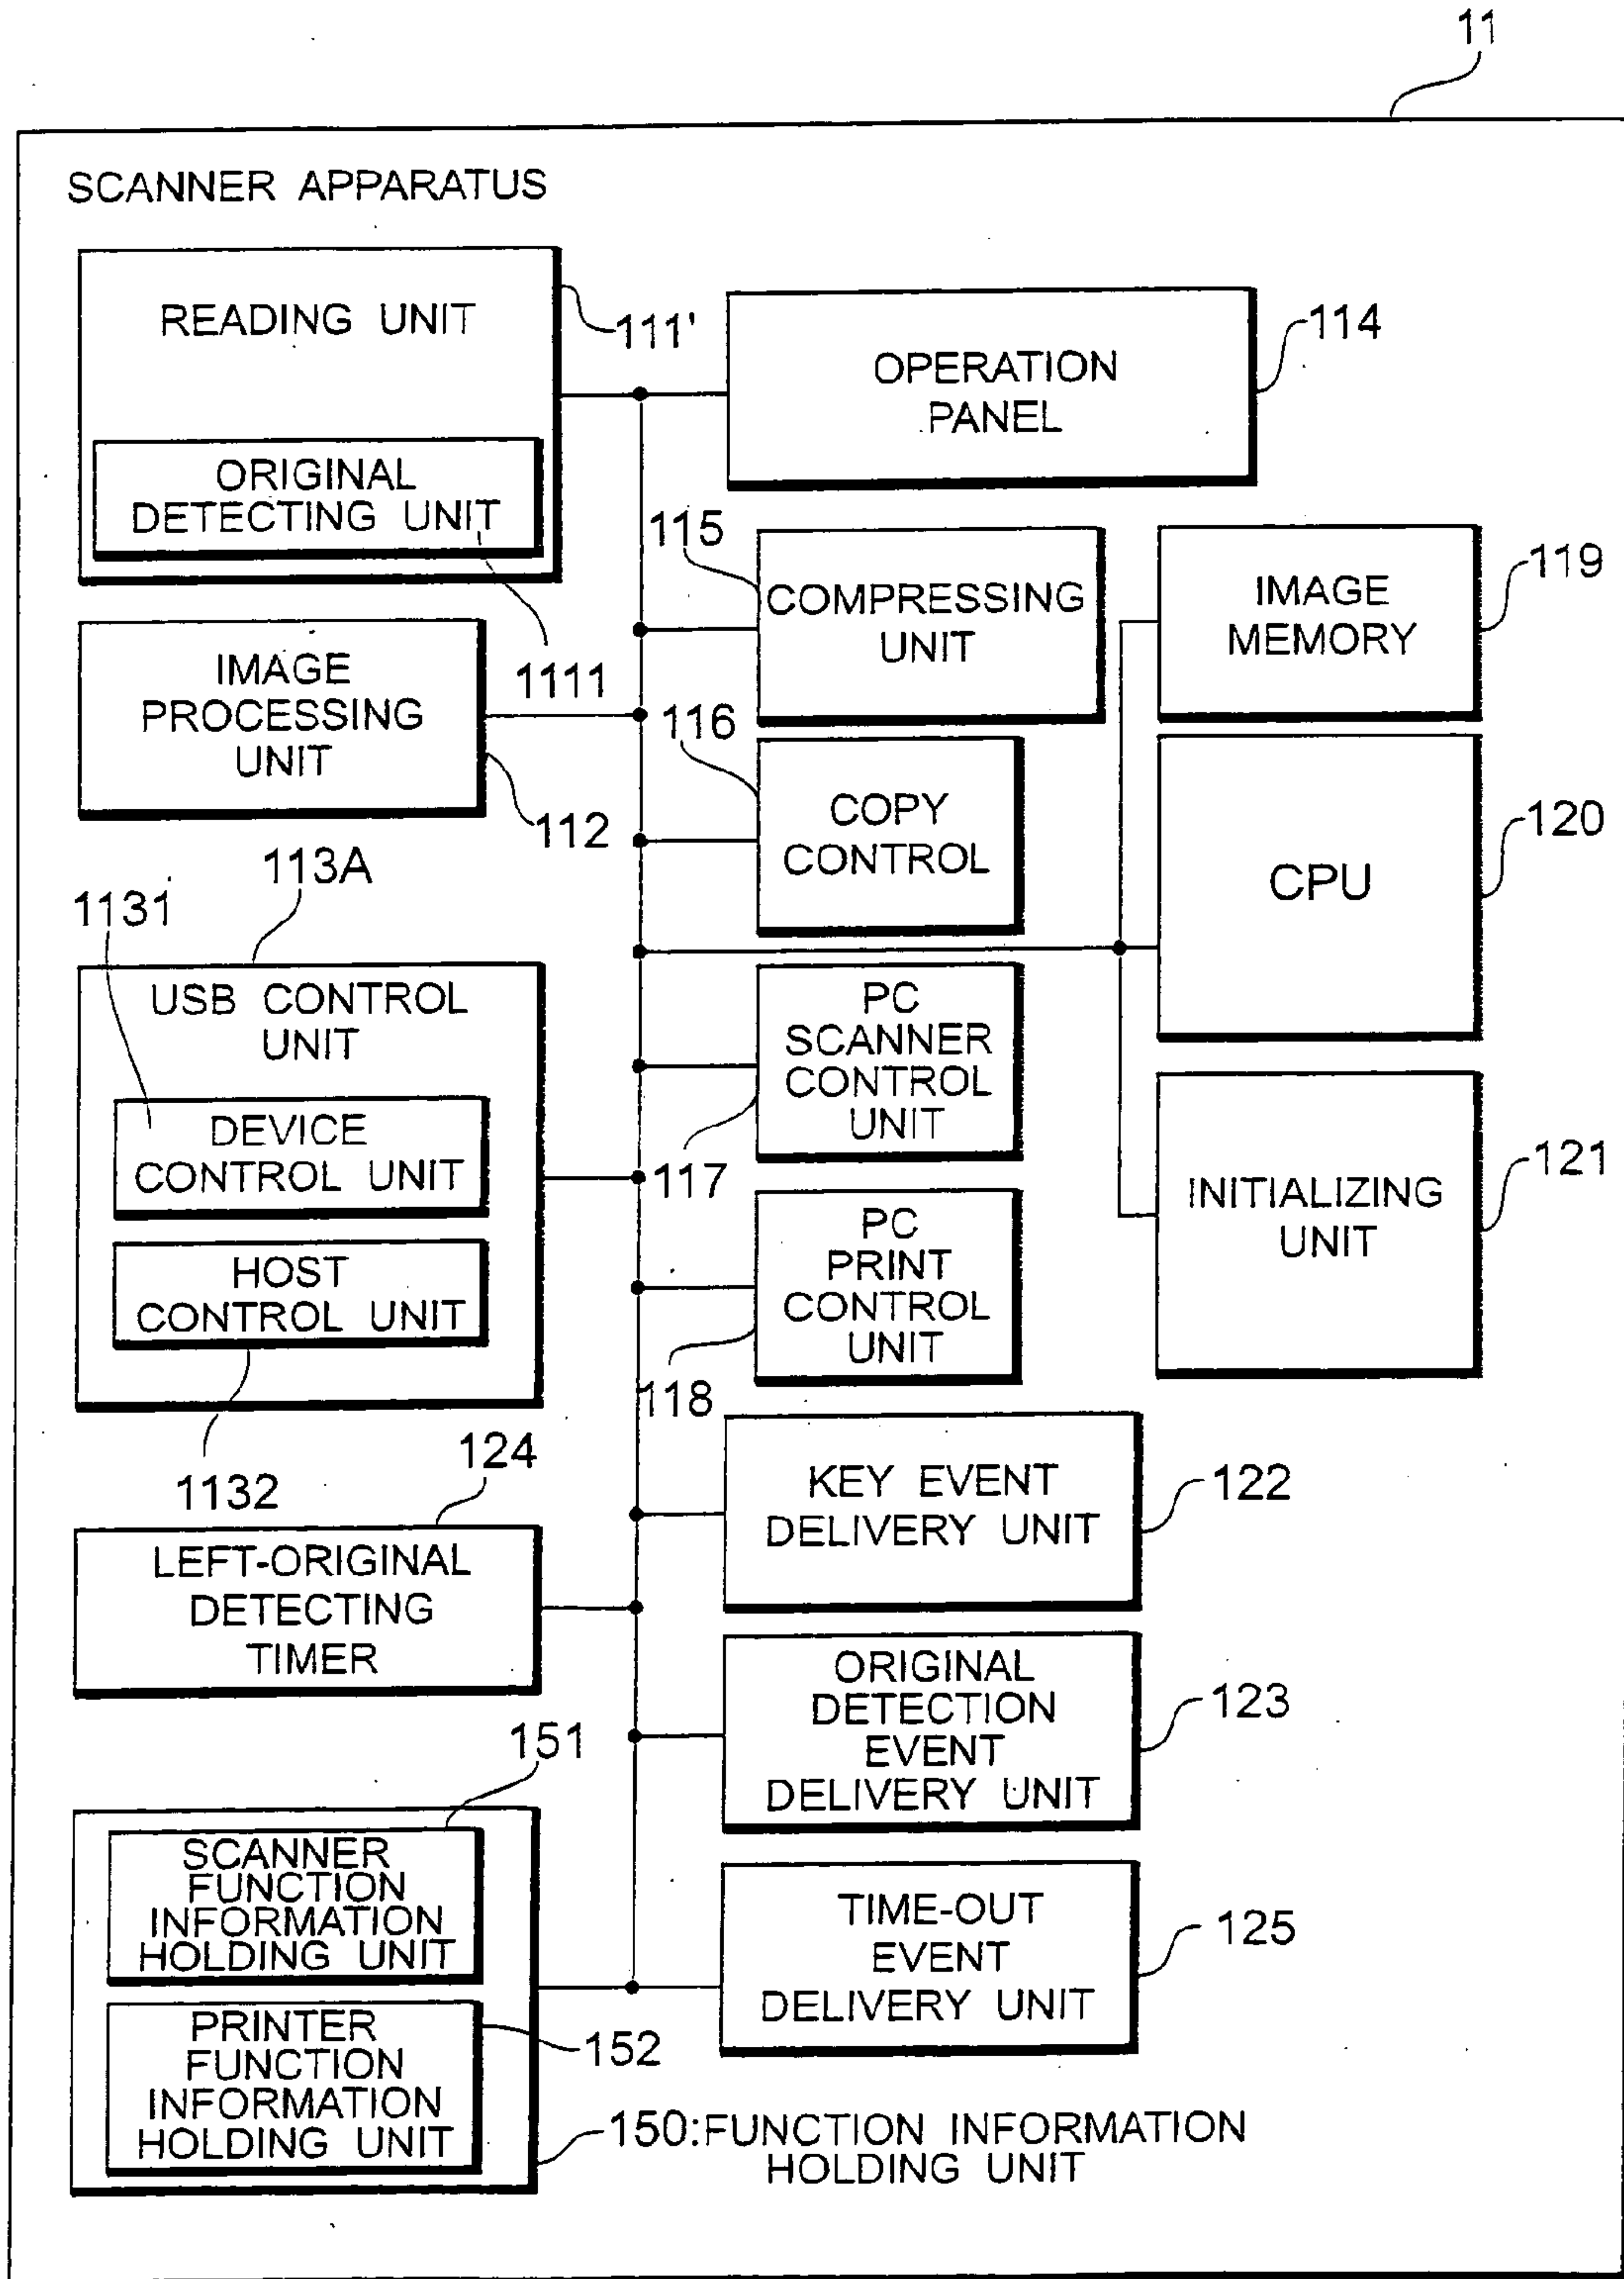 11
SCANNER APPARATUS
READING UNIT
111'
ORIGINAL
DETECTING UNIT
1111
OPERATION
PANEL
114
115
COMPRESSING
UNIT
IMAGE
MEMORY
119
IMAGE
PROCESSING
UNIT
112
116
COPY
CONTROL
CPU
120
113A
1131
USB CONTROL
UNIT
DEVICE
CONTROL UNIT
HOST
CONTROL UNIT
1132
PC
SCANNER
CONTROL
UNIT
117
INITIALIZING
UNIT
121
PC
PRINT
CONTROL
UNIT
118
124
LEFT-ORIGINAL
DETECTING
TIMER
KEY EVENT
DELIVERY UNIT
122
ORIGINAL
DETECTION
EVENT
DELIVERY UNIT
123
151
SCANNER
FUNCTION
INFORMATION
HOLDING UNIT
PRINTER
FUNCTION
INFORMATION
HOLDING UNIT
152
TIME-OUT
EVENT
DELIVERY UNIT
125
150:FUNCTION INFORMATION
HOLDING UNIT